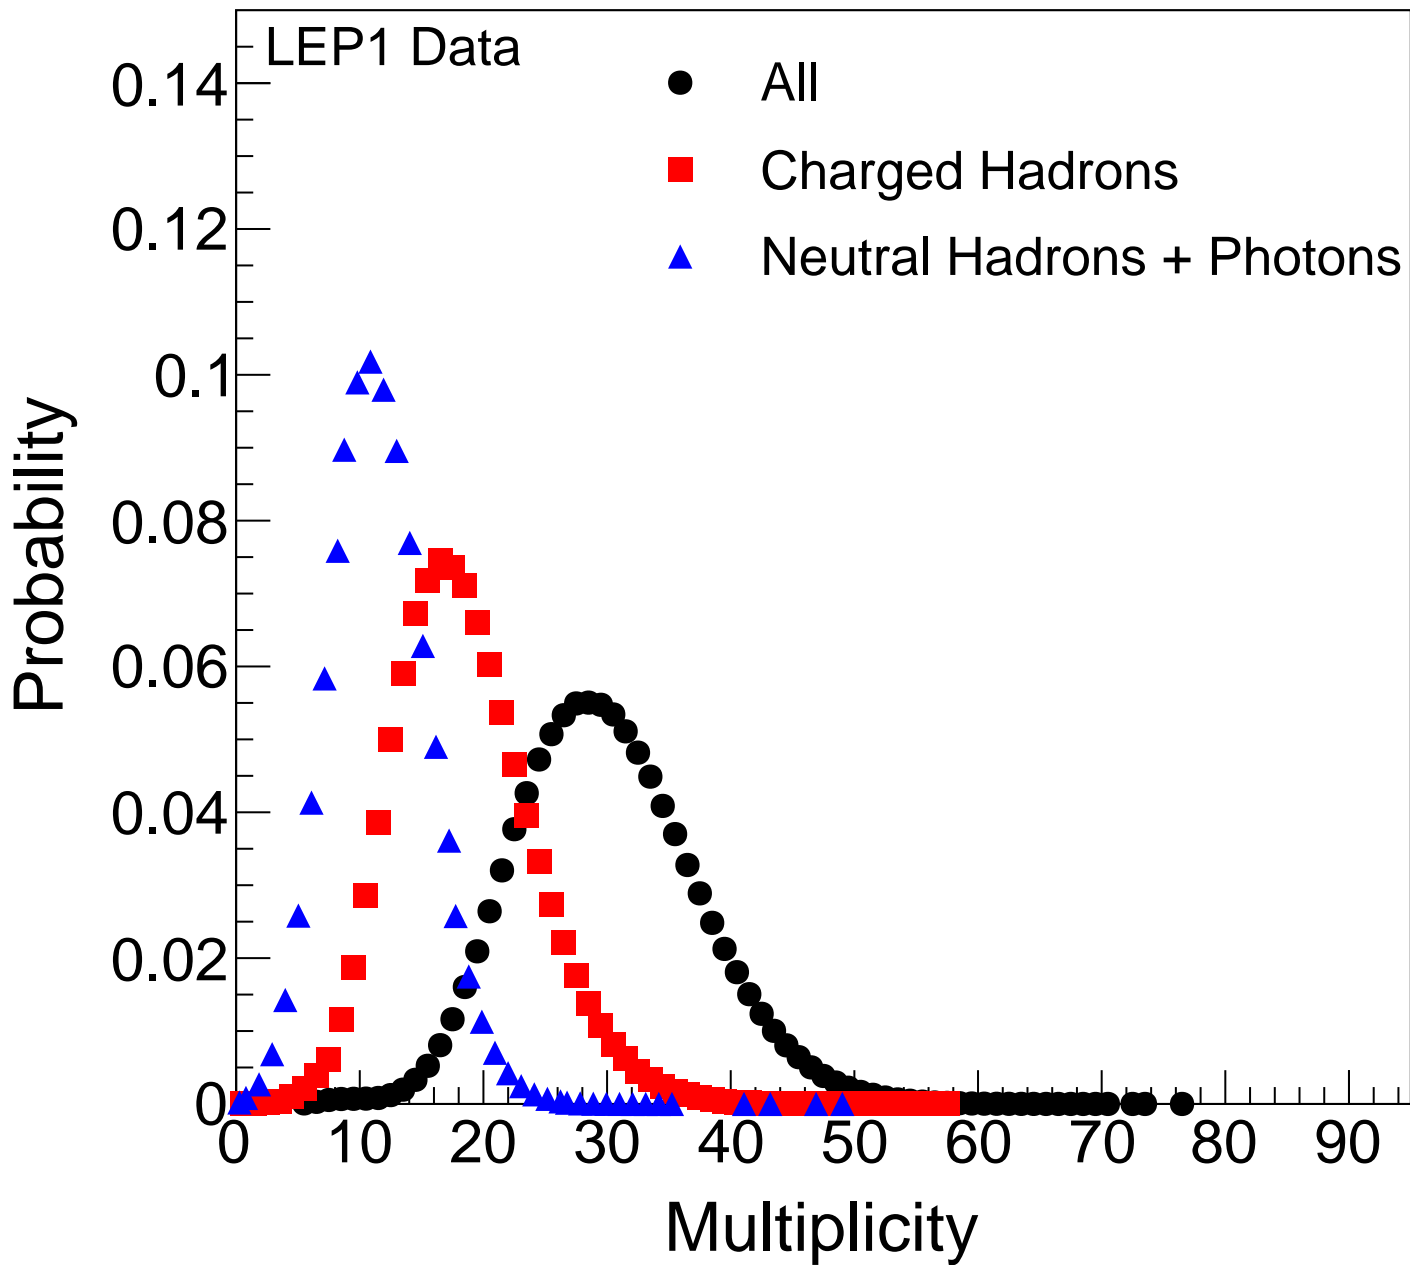 LEP1 Data
All
Charged Hadrons
Neutral Hadrons + Photons
Probability
0.14
0.12
0.1
0.08
0.06
0.04
0.02
0
0 10 20 30 40 50 60 70 80 90
Multiplicity